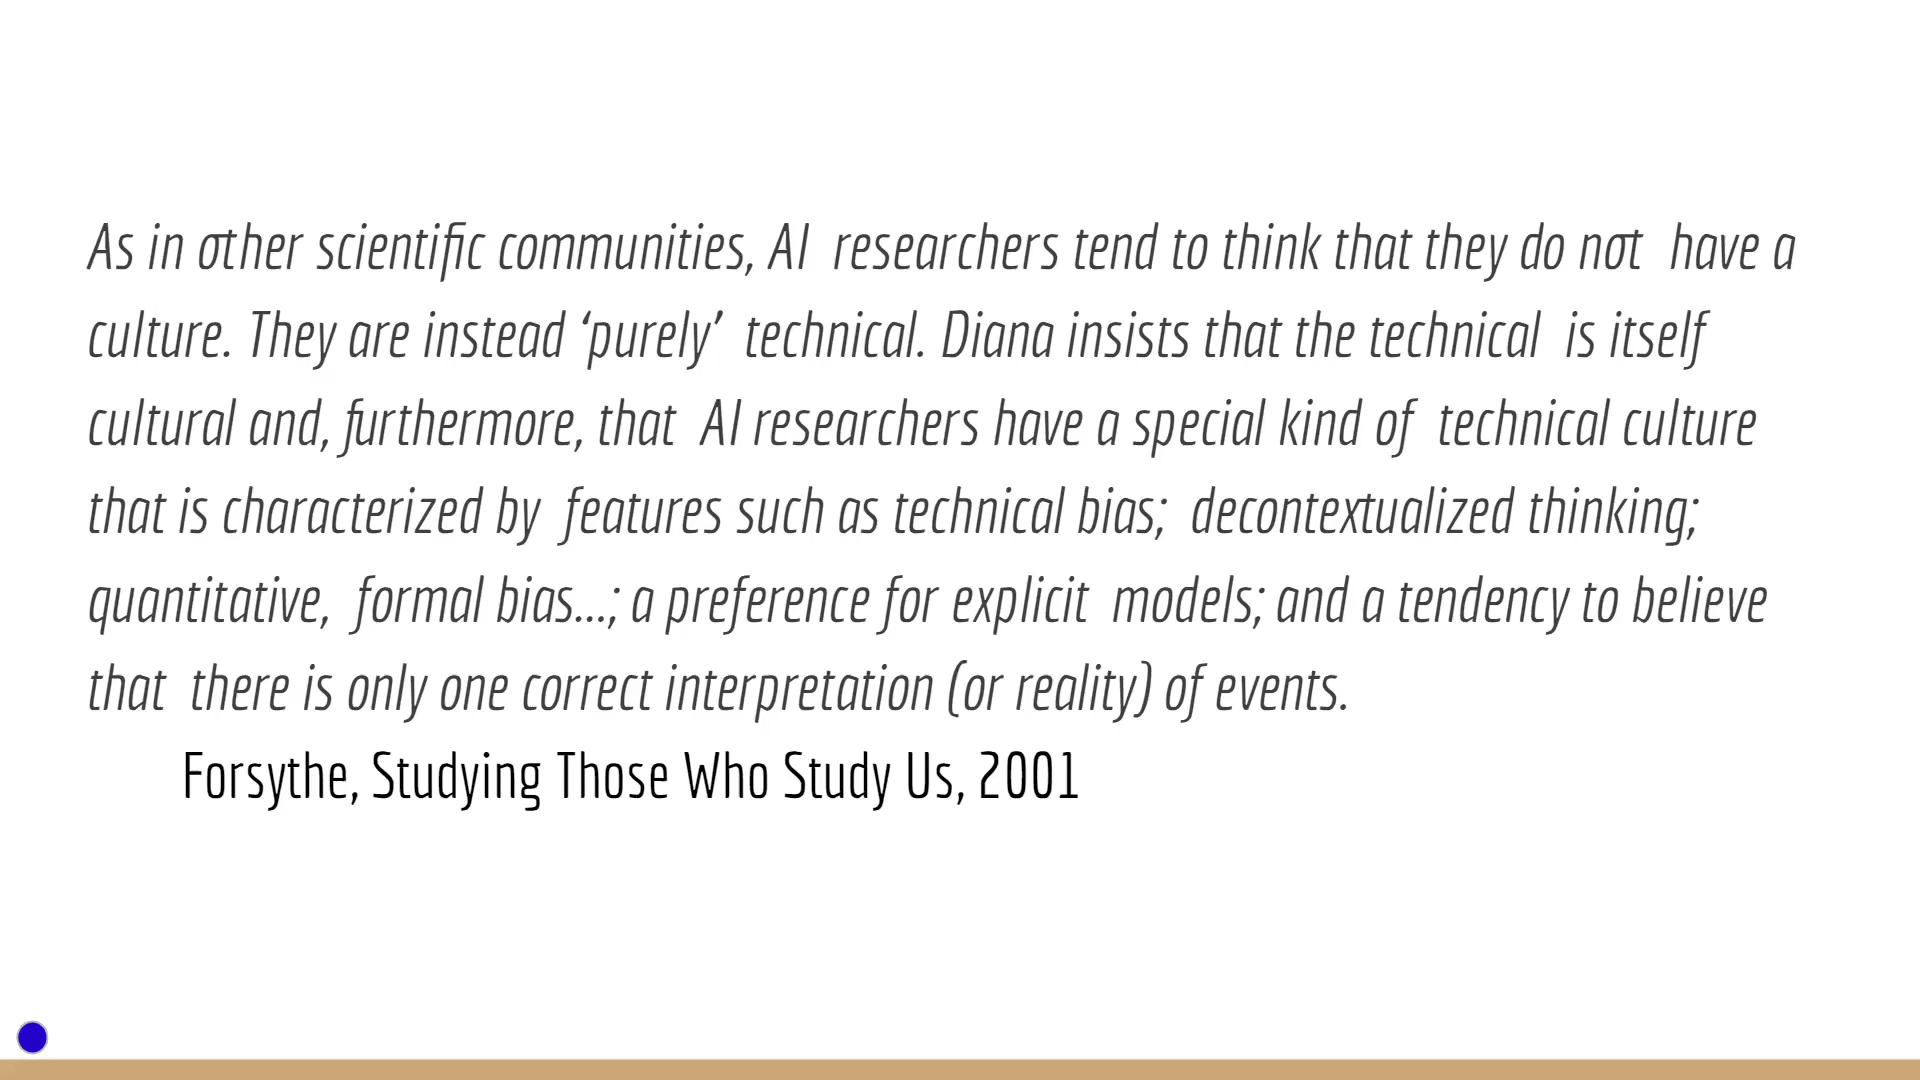 As in other scientific communities, AI  researchers tend to think that they do not  have a
culture. They are instead ‘purely’  technical. Diana insists that the technical  is itself
cultural and, furthermore, that  AI researchers have a special kind of  technical culture
that is characterized by  features such as technical bias;  decontextualized thinking;
quantitative,  formal bias...; a preference for explicit  models; and a tendency to believe
that  there is only one correct interpretation (or reality) of events.
Forsythe, Studying Those Who Study Us, 2001